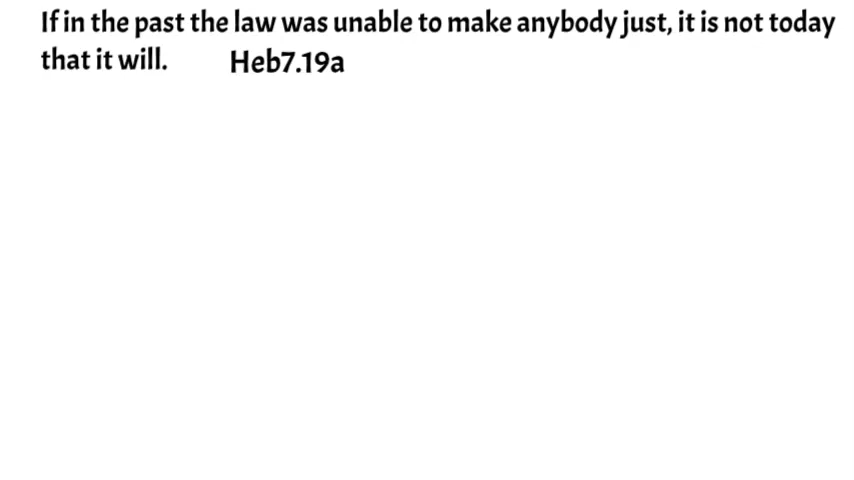 If in the past the law was unable to make anybody just, it is not today
that it will. Heb7.19a